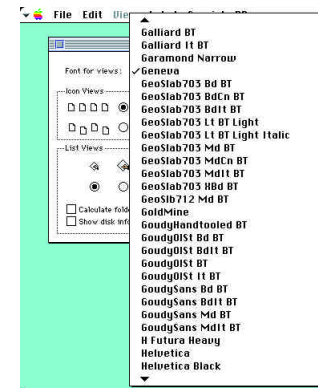 File Edit
Font for views:
Icon Views
List Views
Calculate fold
Show disk info
Galliard BT
Galliard It BT
Garamond Narrow
✓Geneva
GeoSlab703 Bd BT
GeoSlab703 BdCn BT
GeoSlab703 BdIt BT
GeoSlab703 Lt BT Light
GeoSlab703 Lt BT Light Italic
GeoSlab703 Md BT
GeoSlab703 MdCn BT
GeoSlab703 MdIt BT
GeoSlab703 XBd BT
GeoSlb712 Md BT
GoldMine
GoudyHandtooled BT
GoudyOlSt Bd BT
GoudyOlSt BdIt BT
GoudyOlSt BT
GoudyOlSt It BT
GoudySans Bd BT
GoudySans BdIt BT
GoudySans Md BT
GoudySans MdIt BT
H Futura Heavy
Helvetica
Helvetica Black